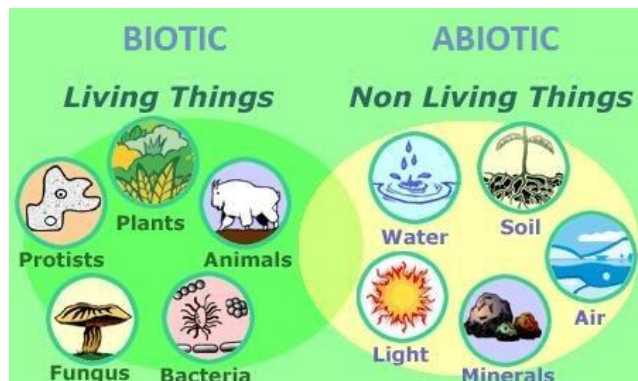 BIOTIC
ABIOTIC
Living Things
Non Living Things
Plants
Protists
Animals
Fungus
Bacteria
Water
Soil
Light
Minerals
Air